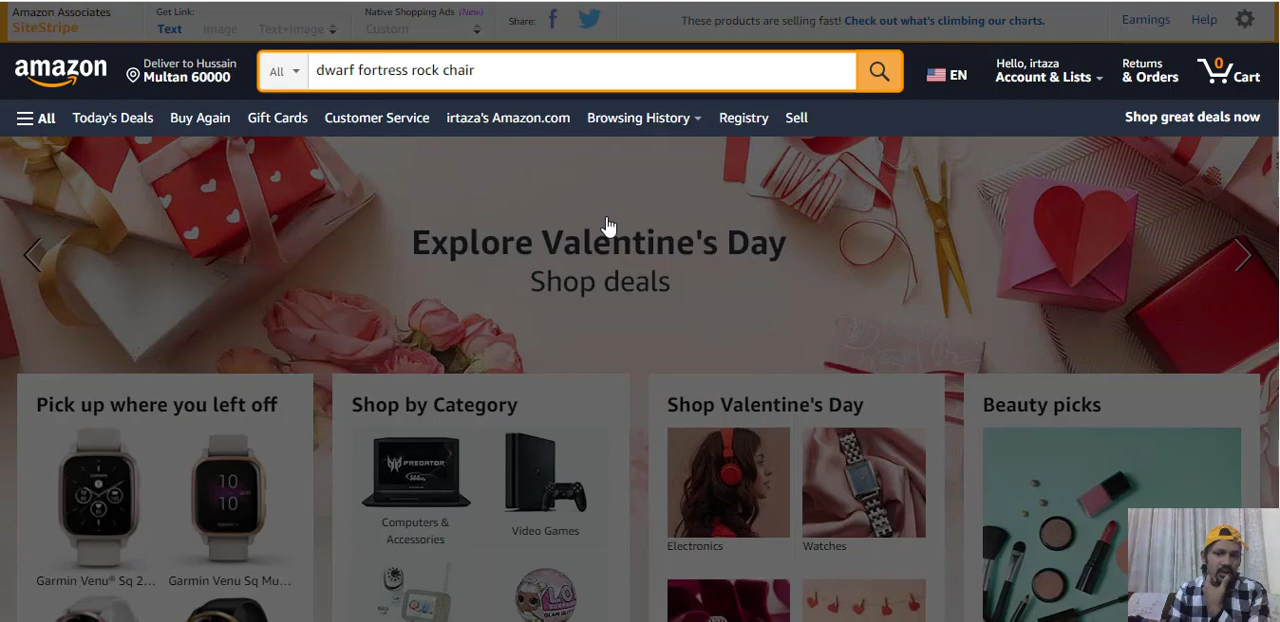 Amazon Associates
SiteStripe
Get Link:
Text Image Text+Image
Native Shopping Ads (New)
Custom
Share:
These products are selling fast! Check out what's climbing our charts.
Earnings Help
amazon
Deliver to Hussain
Multan 60000
All
dwarf fortress rock chair
EN
Hello, irtaza
Account & Lists
Returns
& Orders
0
Cart
All Today's Deals Buy Again Gift Cards Customer Service irtaza's Amazon.com Browsing History Registry Sell
Shop great deals now
Explore Valentine's Day
Shop deals
Pick up where you left off
10
10
Garmin Venu® Sq 2...
Garmin Venu Sq Mu...
Shop by Category
PREDATOR
Computers &
Accessories
Video Games
Shop Valentine's Day
Electronics
Watches
Beauty picks